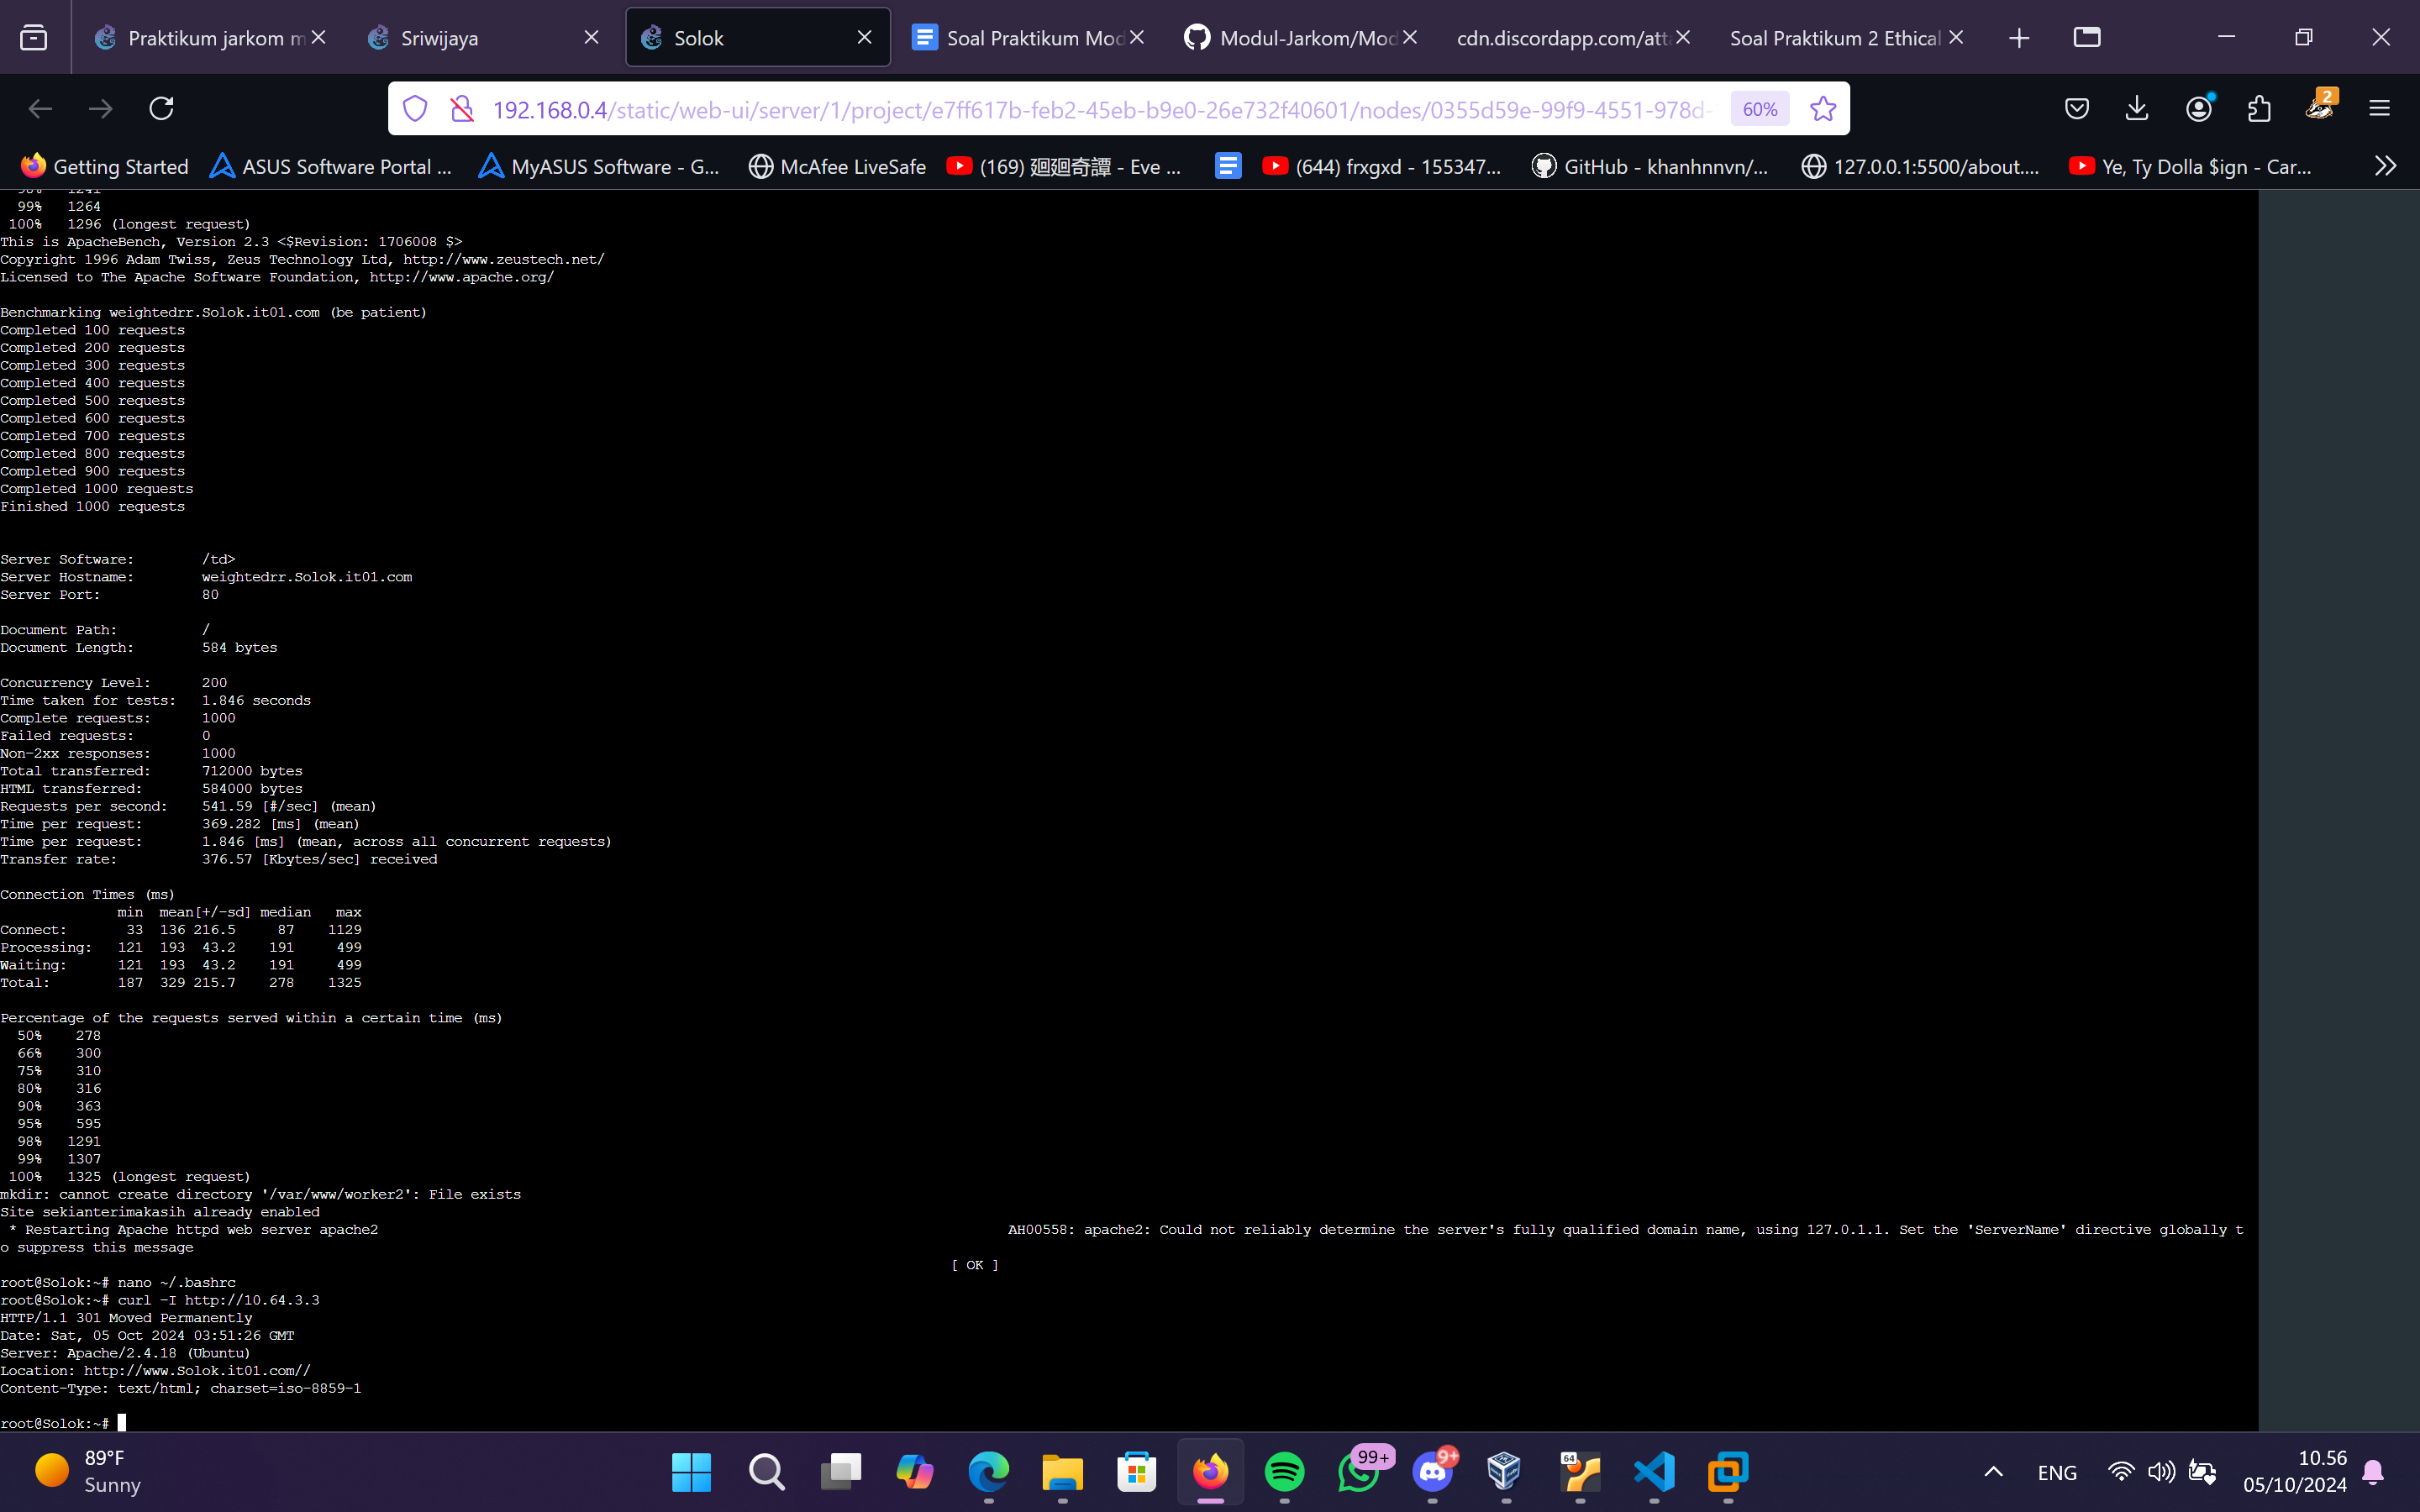 Praktikum jarkom m
Sriwijaya
Solok
Soal Praktikum Mod
Modul-Jarkom/Mod
cdn.discordapp.com/att
Soal Praktikum 2 Ethical
192.168.0.4/static/web-ui/server/1/project/e7ff617b-feb2-45eb-b9e0-26e732f40601/nodes/0355d59e-99f9-4551-978d-
60%
2
Getting Started
ASUS Software Portal ...
MyASUS Software - G...
McAfee LiveSafe
(169) 廻廻奇譚 - Eve ...
(644) frxgxd - 155347...
GitHub - khanhnnvn/...
127.0.0.1:5500/about....
Ye, Ty Dolla $ign - Car...
98% 1241
99% 1264
100% 1296 (longest request)
This is ApacheBench, Version 2.3 <$Revision: 1706008 $>
Copyright 1996 Adam Twiss, Zeus Technology Ltd, http://www.zeustech.net/
Licensed to The Apache Software Foundation, http://www.apache.org/
Benchmarking weightedrr.Solok.it01.com (be patient)
Completed 100 requests
Completed 200 requests
Completed 300 requests
Completed 400 requests
Completed 500 requests
Completed 600 requests
Completed 700 requests
Completed 800 requests
Completed 900 requests
Completed 1000 requests
Finished 1000 requests
Server Software: /td>
Server Hostname: weightedrr.Solok.it01.com
Server Port: 80
Document Path: /
Document Length: 584 bytes
Concurrency Level: 200
Time taken for tests: 1.846 seconds
Complete requests: 1000
Failed requests: 0
Non-2xx responses: 1000
Total transferred: 712000 bytes
HTML transferred: 584000 bytes
Requests per second: 541.59 [#/sec] (mean)
Time per request: 369.282 [ms] (mean)
Time per request: 1.846 [ms] (mean, across all concurrent requests)
Transfer rate: 376.57 [Kbytes/sec] received
Connection Times (ms)
min mean[+/-sd] median max
Connect: 33 136 216.5 87 1129
Processing: 121 193 43.2 191 499
Waiting: 121 193 43.2 191 499
Total: 187 329 215.7 278 1325
Percentage of the requests served within a certain time (ms)
50% 278
66% 300
75% 310
80% 316
90% 363
95% 595
98% 1291
99% 1307
100% 1325 (longest request)
mkdir: cannot create directory '/var/www/worker2': File exists
Site sekianterimakasih already enabled
* Restarting Apache httpd web server apache2 AH00558: apache2: Could not reliably determine the server's fully qualified domain name, using 127.0.1.1. Set the 'ServerName' directive globally t
o suppress this message
[ OK ]
root@Solok:~# nano ~/.bashrc
root@Solok:~# curl -I http://10.64.3.3
HTTP/1.1 301 Moved Permanently
Date: Sat, 05 Oct 2024 03:51:26 GMT
Server: Apache/2.4.18 (Ubuntu)
Location: http://www.Solok.it01.com//
Content-Type: text/html; charset=iso-8859-1
root@Solok:~#
89°F
Sunny
99+
9+
64
ENG
10.56
05/10/2024